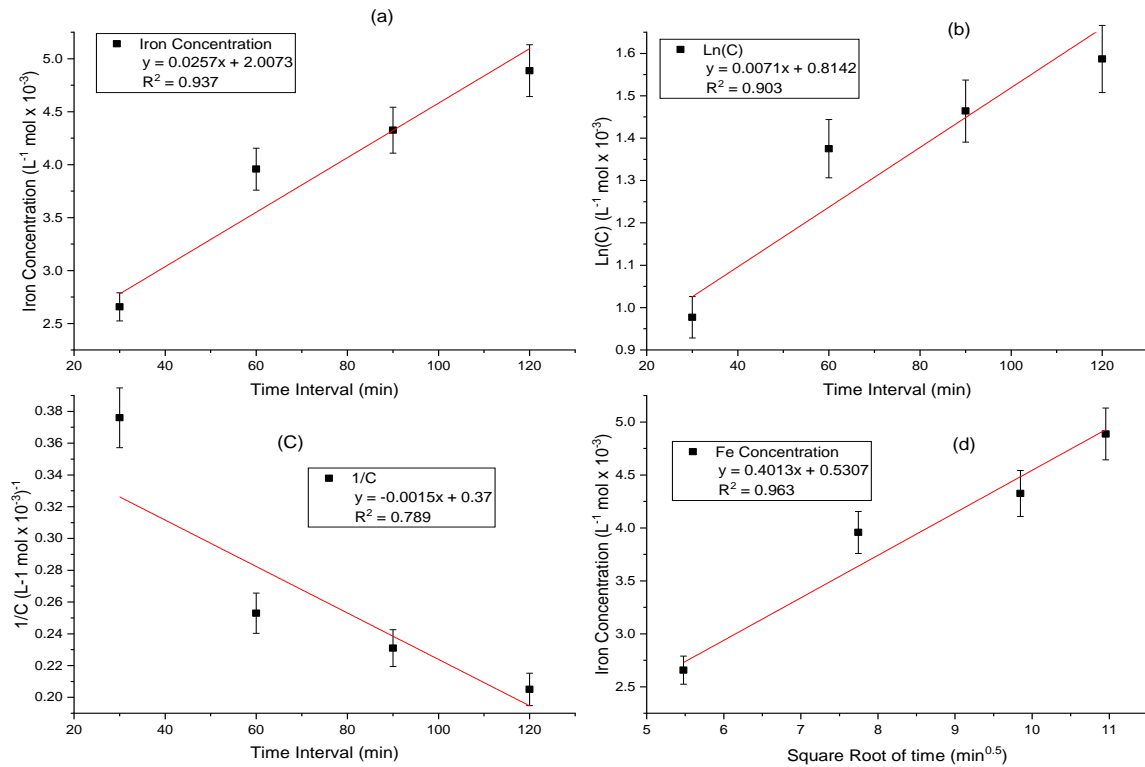 (a)
Iron Concentration
y = 0.0257x + 2.0073
R² = 0.937
Iron Concentration (L⁻¹ mol x 10⁻³)
5.0
4.5
4.0
3.5
3.0
2.5
20 40 60 80 100 120
Time Interval (min)
(b)
Ln(C)
y = 0.0071x + 0.8142
R² = 0.903
Ln(C) (L⁻¹ mol x 10⁻³)
1.6
1.5
1.4
1.3
1.2
1.1
1.0
0.9
20 40 60 80 100 120
Time Interval (min)
(C)
1/C
y = -0.0015x + 0.37
R² = 0.789
1/C (L-1 mol x 10⁻³)⁻¹
0.38
0.36
0.34
0.32
0.30
0.28
0.26
0.24
0.22
0.20
20 40 60 80 100 120
Time Interval (min)
(d)
Fe Concentration
y = 0.4013x + 0.5307
R² = 0.963
Iron Concentration (L⁻¹ mol x 10⁻³)
5.0
4.5
4.0
3.5
3.0
2.5
5 6 7 8 9 10 11
Square Root of time (min⁰·⁵)